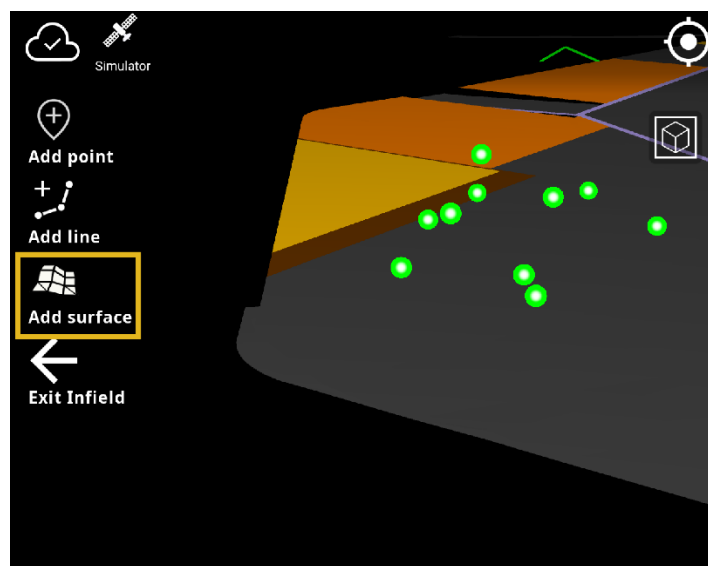 Simulator
Add point
Add line
Add surface
Exit Infield